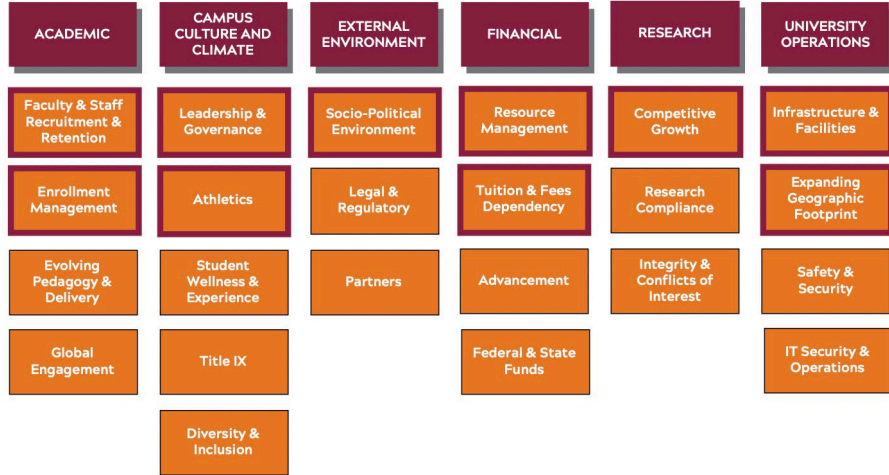 ACADEMIC
CAMPUS
CULTURE AND
CLIMATE
EXTERNAL
ENVIRONMENT
FINANCIAL
RESEARCH
UNIVERSITY
OPERATIONS
Faculty & Staff
Recruitment &
Retention
Leadership &
Governance
Socio-Political
Environment
Resource
Management
Competitive
Growth
Infrastructure &
Facilities
Enrollment
Management
Athletics
Legal &
Regulatory
Tuition & Fees
Dependency
Research
Compliance
Expanding
Geographic
Footprint
Evolving
Pedagogy &
Delivery
Student
Wellness &
Experience
Partners
Advancement
Integrity &
Conflicts of
Interest
Safety &
Security
Global
Engagement
Title IX
Federal & State
Funds
IT Security &
Operations
Diversity &
Inclusion